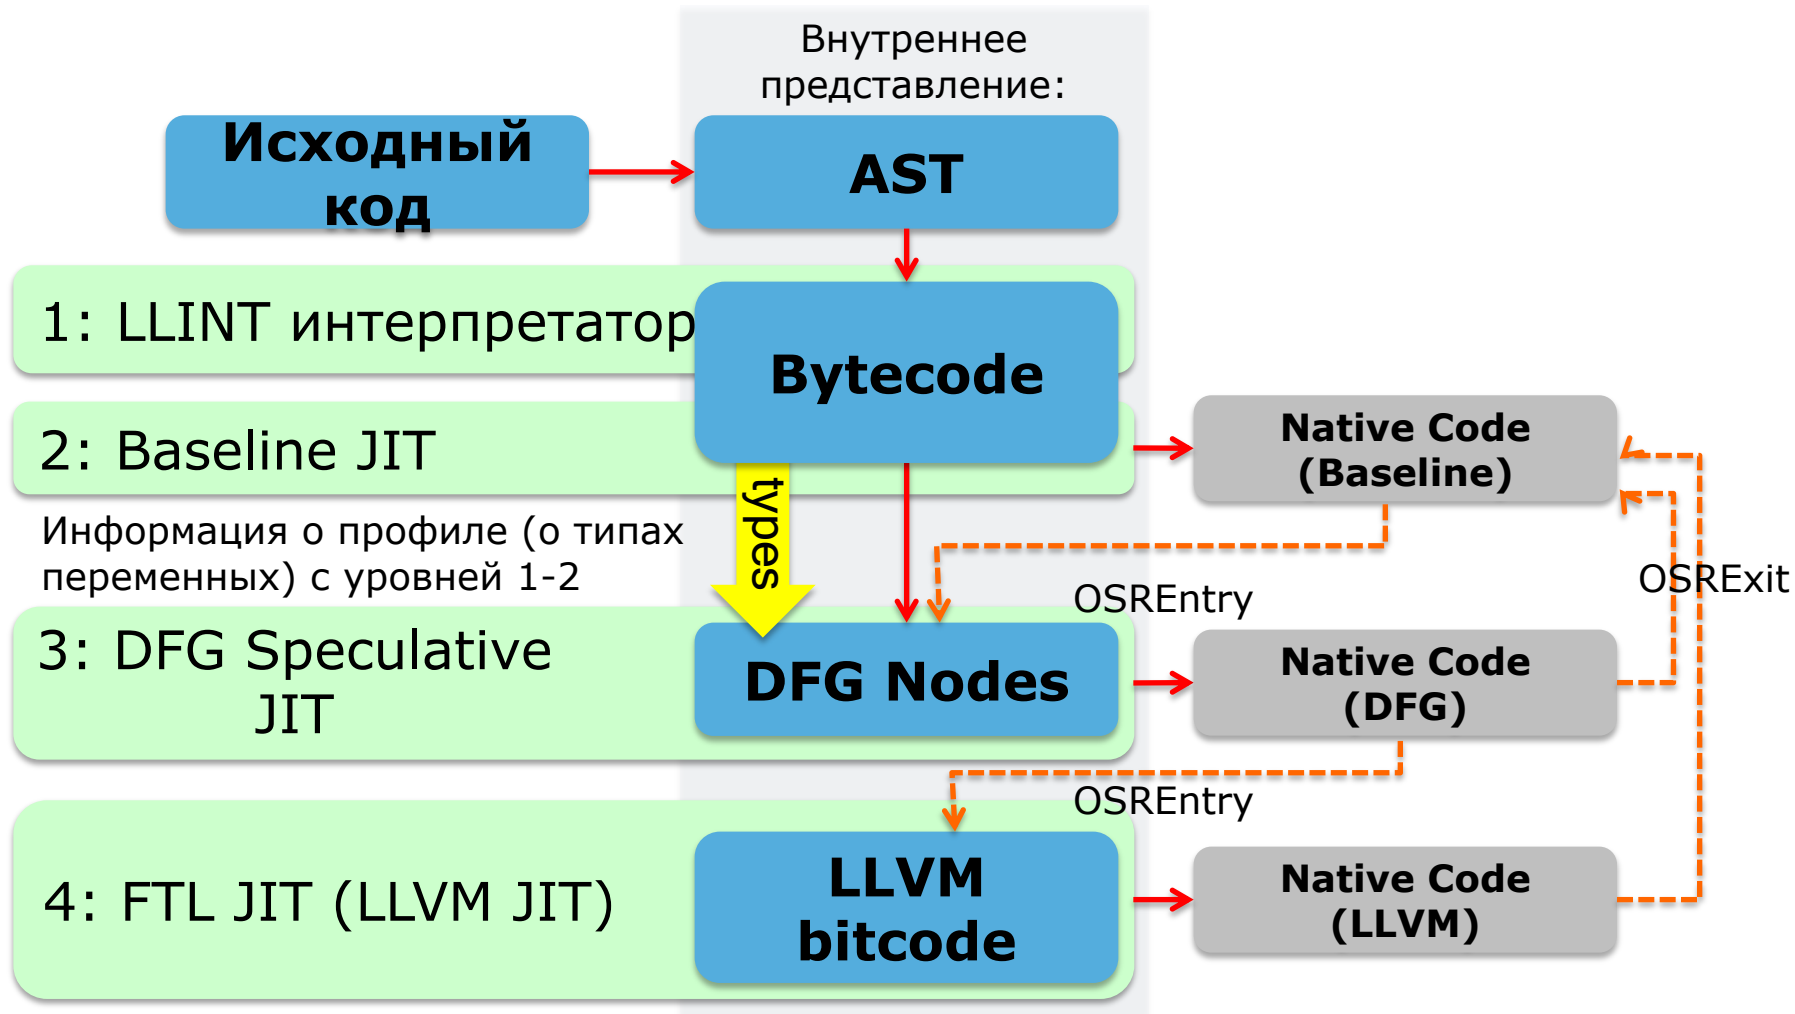 Внутреннее
представление:
Исходный
код
AST
1: LLINT интерпретатор
Bytecode
2: Baseline JIT
Native Code
(Baseline)
types
Информация о профиле (о типах
переменных) с уровней 1-2
OSREntry
OSRExit
3: DFG Speculative
JIT
DFG Nodes
Native Code
(DFG)
OSREntry
4: FTL JIT (LLVM JIT)
LLVM
bitcode
Native Code
(LLVM)